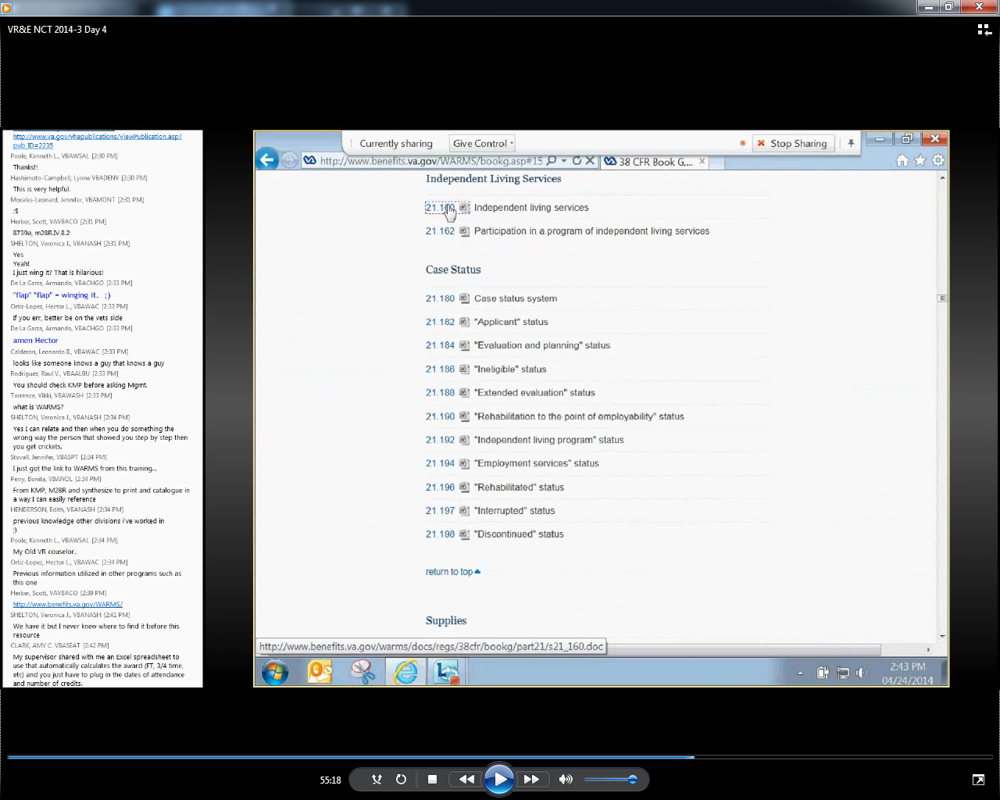 VR&E NCT 2014-3 Day 4
http://www.va.gov/vhapublications/ViewPublication.asp?
pub_ID=2235
Poole, Kenneth L., VBAWSAL [2:30 PM]
Thanks!!
Hashimoto-Campbell, Lynne VBADENV [2:30 PM]
This is very helpful.
Morales-Leonard, Jennifer, VBAMONT [2:31 PM]
:$
Herber, Scott, VAVBACO [2:31 PM]
8739a, m28R.IV.B.2
SHELTON, Veronica J., VBANASH [2:31 PM]
Yes
Yeah!
I just wing it? That is hilarious!
De La Garza, Armando, VBACHGO [2:33 PM]
"flap" "flap" - winging it. ;)
Ortiz-Lopez, Hector L., VBAWAC [2:33 PM]
If you err, better be on the vets side
De La Garza, Armando, VBACHGO [2:33 PM]
amen Hector
Calderon, Leonardo II., VBAWAC [2:33 PM]
looks like someone knows a guy that knows a guy
Rodriguez, Raul V., VBAALBU [2:33 PM]
You should check KMP before asking Mgmt.
Torrence, Vikki, VBAWASH [2:33 PM]
what is WARMS?
SHELTON, Veronica J., VBANASH [2:34 PM]
Yes I can relate and then when you do something the
wrong way the person that showed you step by step then
you get crickets.
Stovall, Jennifer, VBASPT [2:34 PM]
I just got the link to WARMS from this training...
Perry, Bonita, VBANOL [2:34 PM]
From KMP, M28R and synthesize to print and catalogue in
a way I can easily reference
HENDERSON, Edith, VBANASH [2:34 PM]
previous knowledge other divisions i've worked in
;)
Poole, Kenneth L., VBAWSAL [2:34 PM]
My Old VR couselor..
Ortiz-Lopez, Hector L., VBAWAC [2:34 PM]
Previous information utilized in other programs such as
this one
Herber, Scott, VAVBACO [2:39 PM]
http://www.benefits.va.gov/WARMS/
SHELTON, Veronica J., VBANASH [2:41 PM]
We have it but I never knew where to find it before this
resource
CLARK, AMY C. VBASEAT [2:42 PM]
My supervisor shared with me an Excel spreadsheet to
use that automatically calculates the award (FT, 3/4 time,
etc) and you just have to plug in the dates of attendance
and number of credits.
Currently sharing Give Control Stop Sharing
http://www.benefits.va.gov/WARMS/bookg.asp#15 38 CFR Book G,...
Independent Living Services
21.160 Independent living services
21.162 Participation in a program of independent living services
Case Status
21.180 Case status system
21.182 "Applicant" status
21.184 "Evaluation and planning" status
21.186 "Ineligible" status
21.188 "Extended evaluation" status
21.190 "Rehabilitation to the point of employability" status
21.192 "Independent living program" status
21.194 "Employment services" status
21.196 "Rehabilitated" status
21.197 "Interrupted" status
21.198 "Discontinued" status
return to top
Supplies
http://www.benefits.va.gov/warms/docs/regs/38cfr/bookg/part21/s21_160.doc
2:43 PM
04/24/2014
55:18